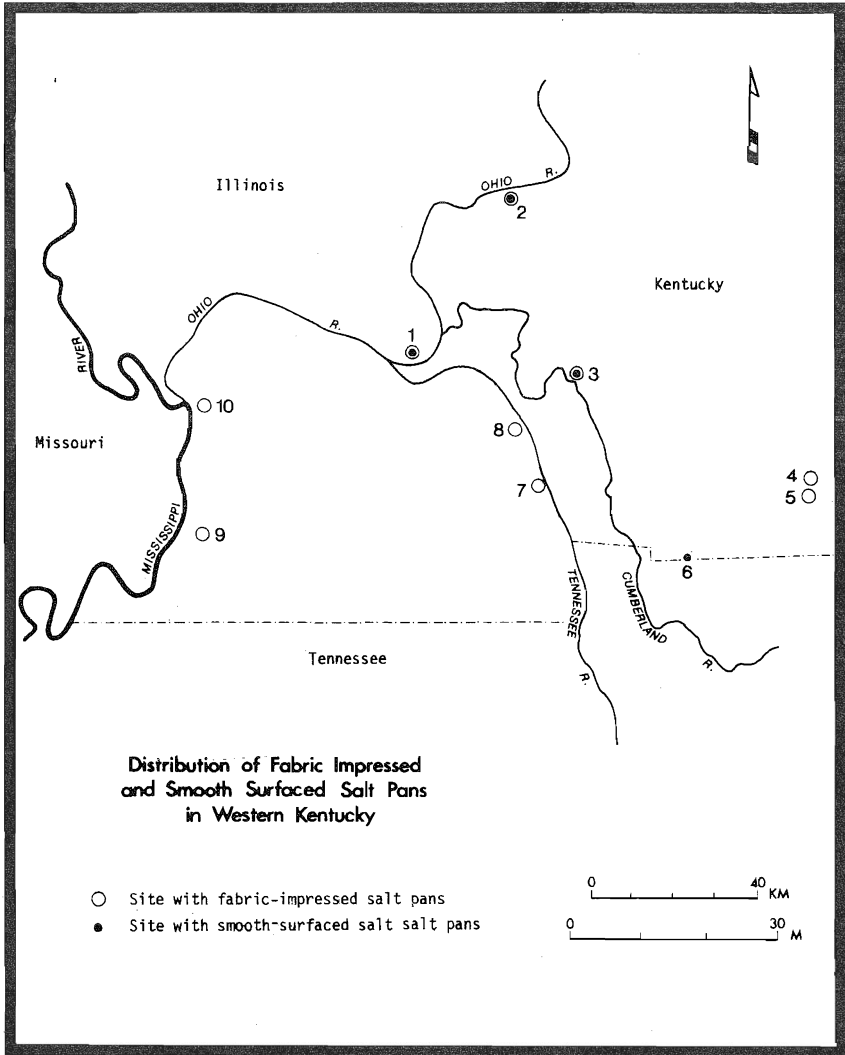 Illinois
OHIO R.
2
Kentucky
OHIO R.
1
RIVER
3
10
8
Missouri
4
7
5
MISSISSIPPI
9
6
TENNESSEE R.
CUMBERLAND R.
Tennessee
Distribution of Fabric Impressed
and Smooth Surfaced Salt Pans
in Western Kentucky
Site with fabric-impressed salt pans
Site with smooth-surfaced salt salt pans
0 40 KM
0 30 M